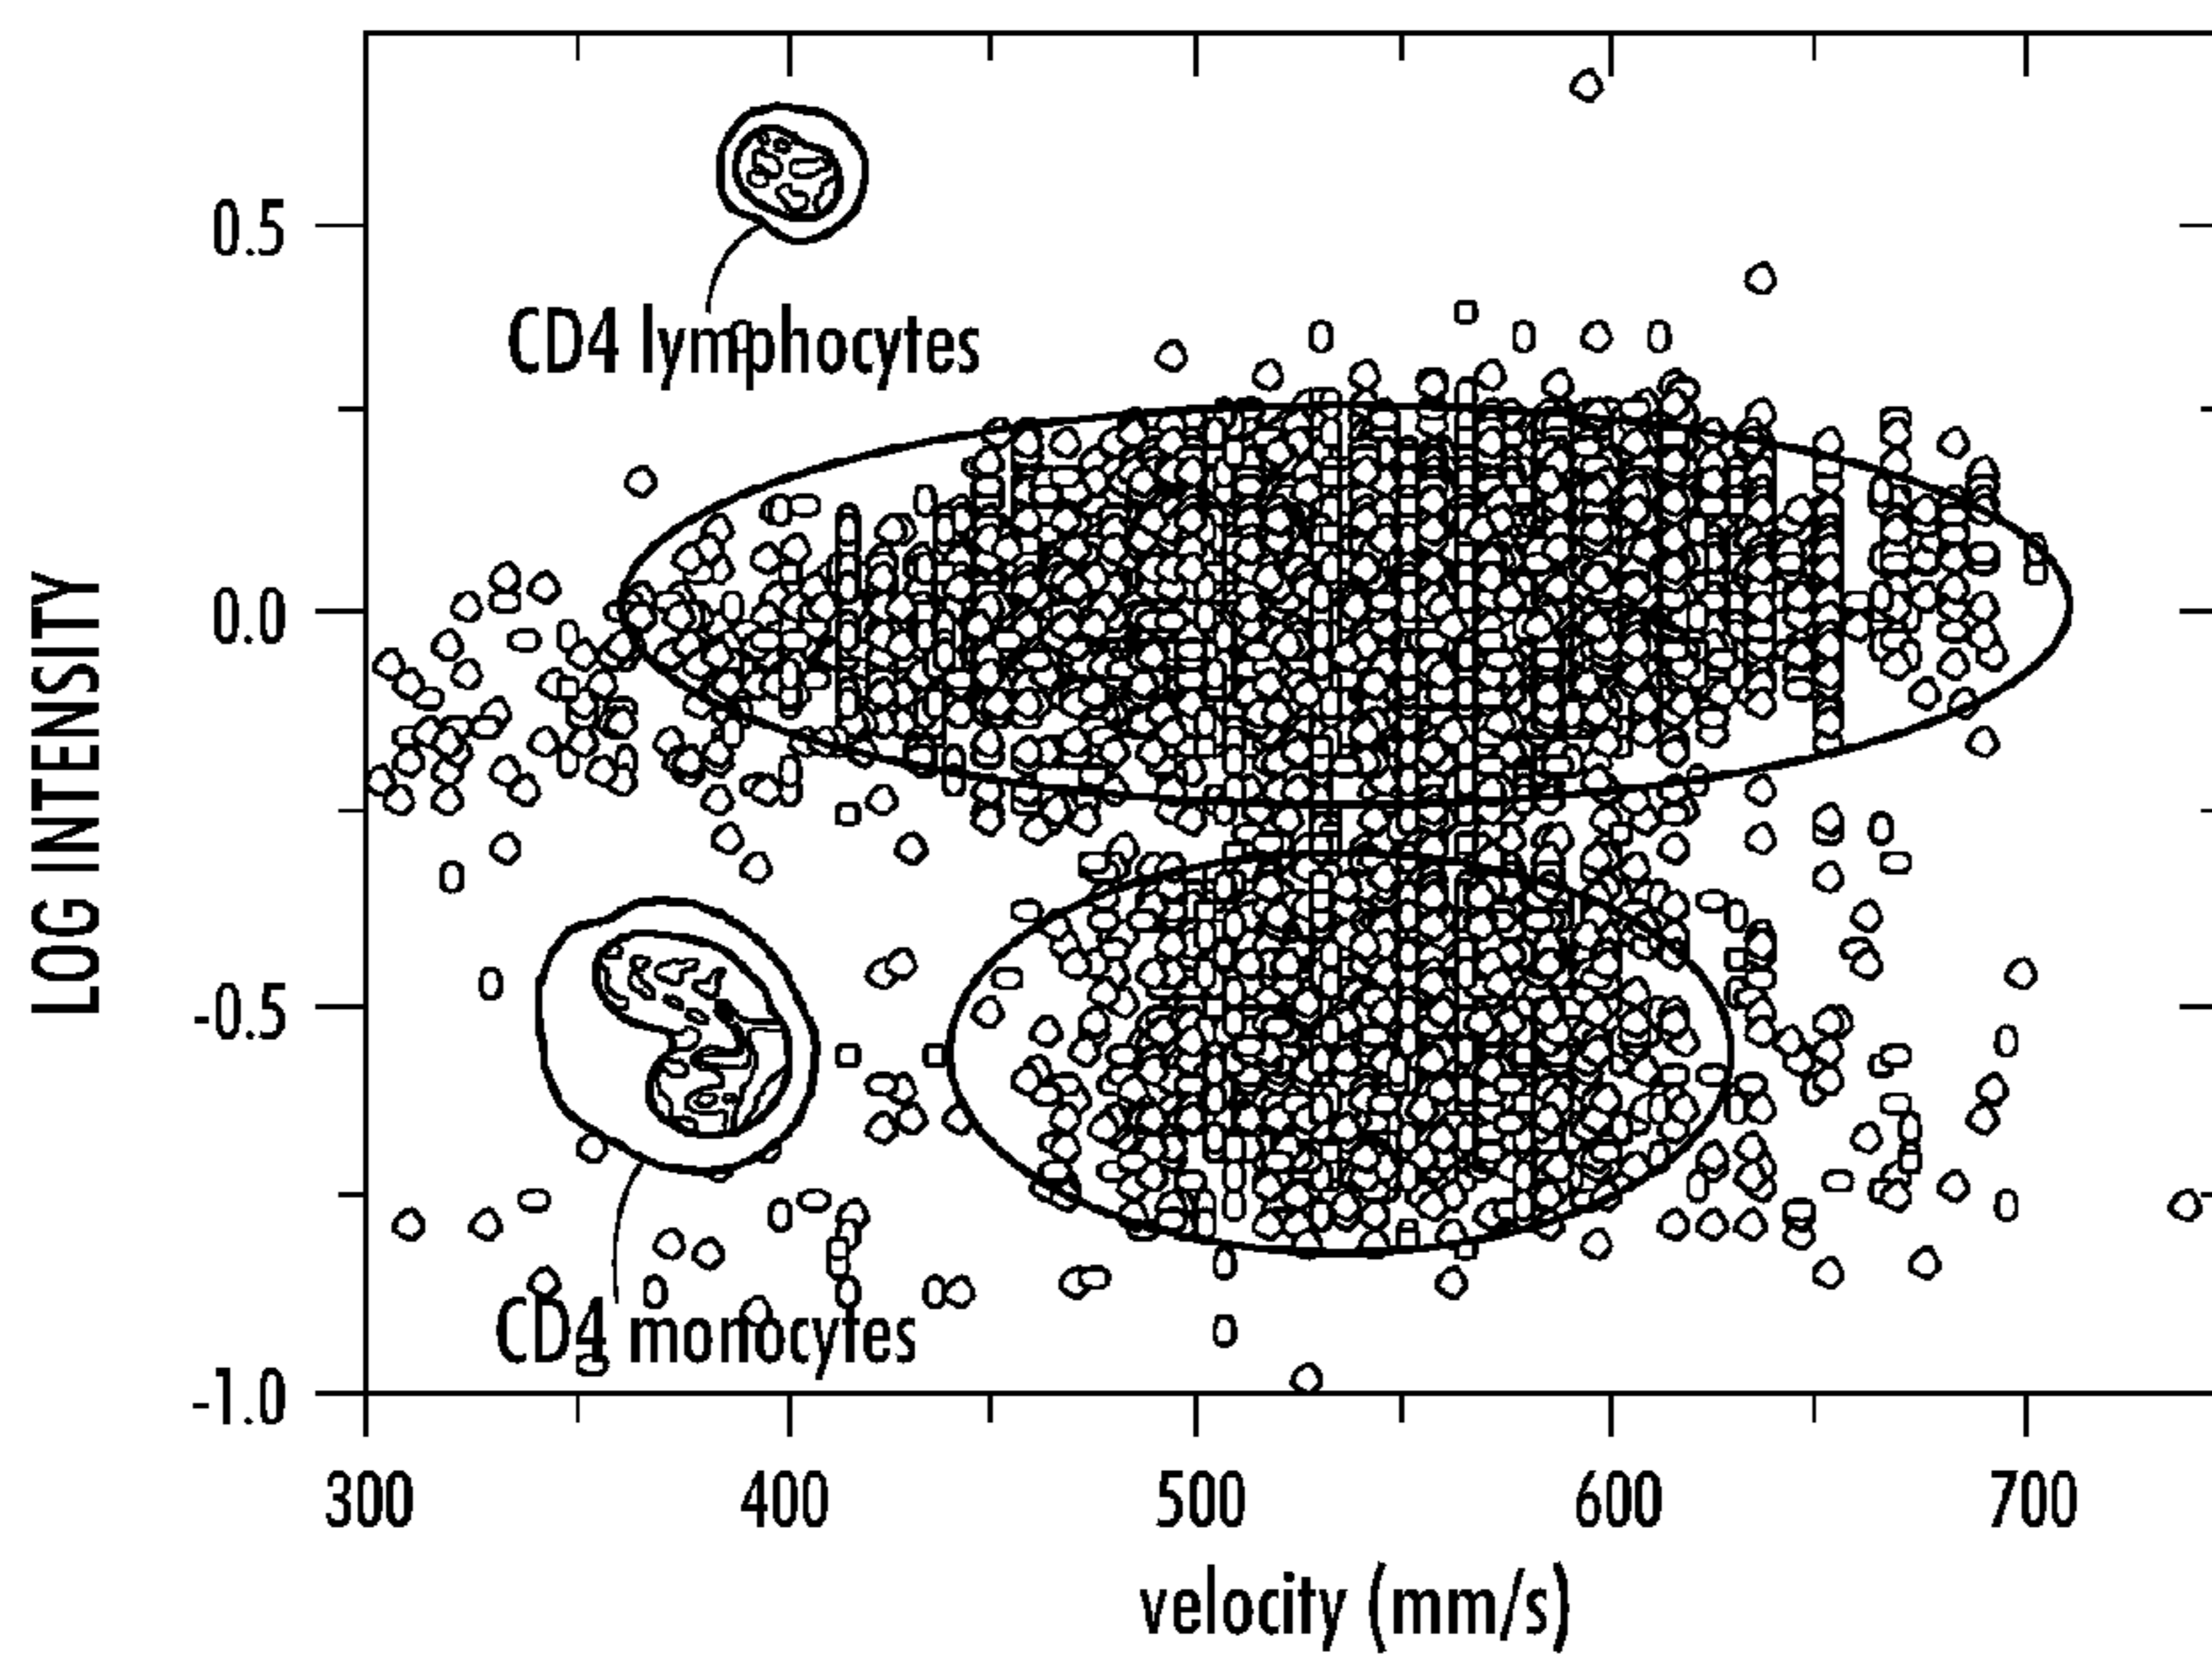 0.5
CD4 lymphocytes
0.0
LOG INTENSITY
-0.5
CD4 monocytes
-1.0
300 400 500 600 700
velocity (mm/s)